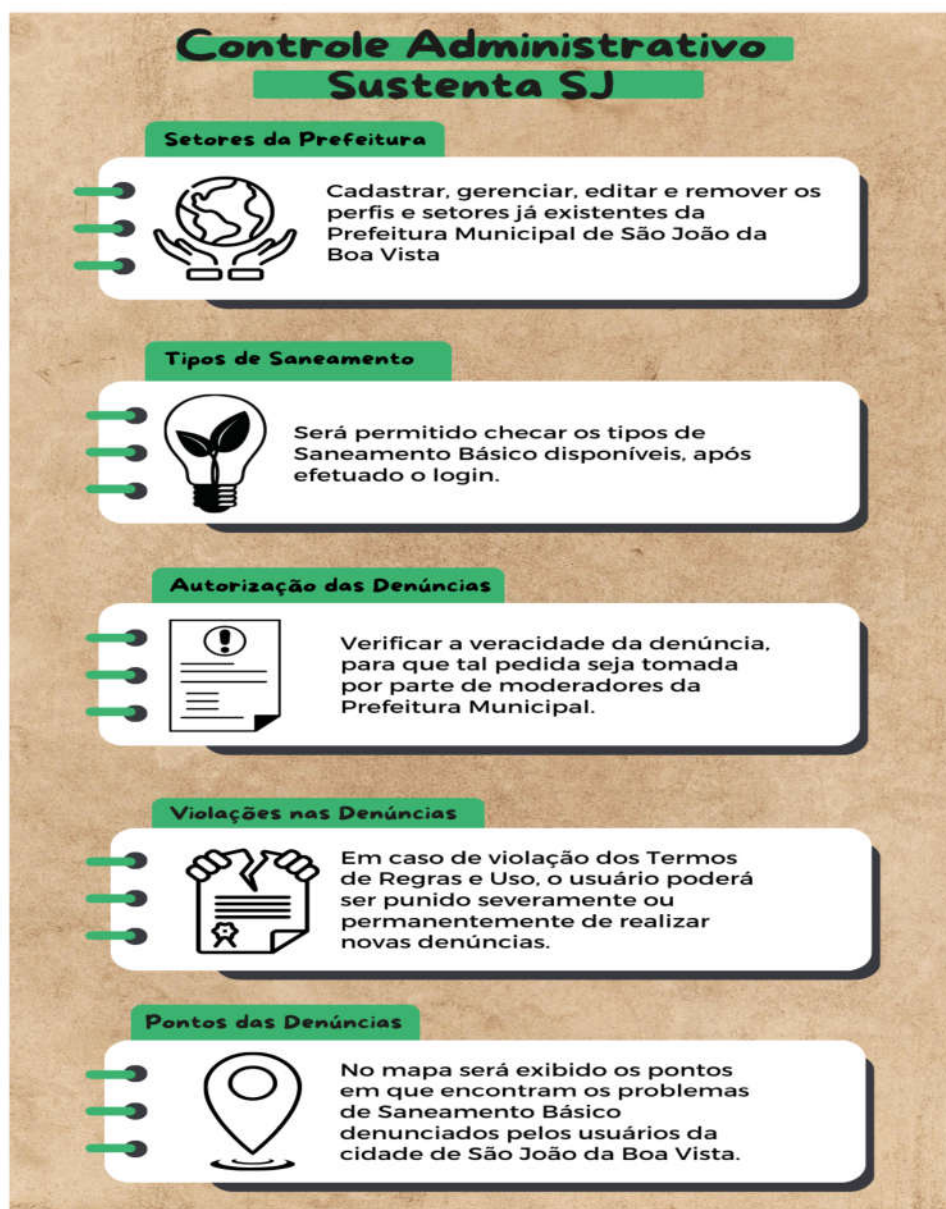 Controle Administrativo
Sustenta SJ
Setores da Prefeitura
Cadastrar, gerenciar, editar e remover os
perfis e setores já existentes da
Prefeitura Municipal de São João da
Boa Vista
Tipos de Saneamento
Será permitido checar os tipos de
Saneamento Básico disponíveis, após
efetuado o login.
Autorização das Denúncias
Verificar a veracidade da denúncia,
para que tal pedida seja tomada
por parte de moderadores da
Prefeitura Municipal.
Violações nas Denúncias
Em caso de violação dos Termos
de Regras e Uso, o usuário poderá
ser punido severamente ou
permanentemente de realizar
novas denúncias.
Pontos das Denúncias
No mapa será exibido os pontos
em que encontram os problemas
de Saneamento Básico
denunciados pelos usuários da
cidade de São João da Boa Vista.